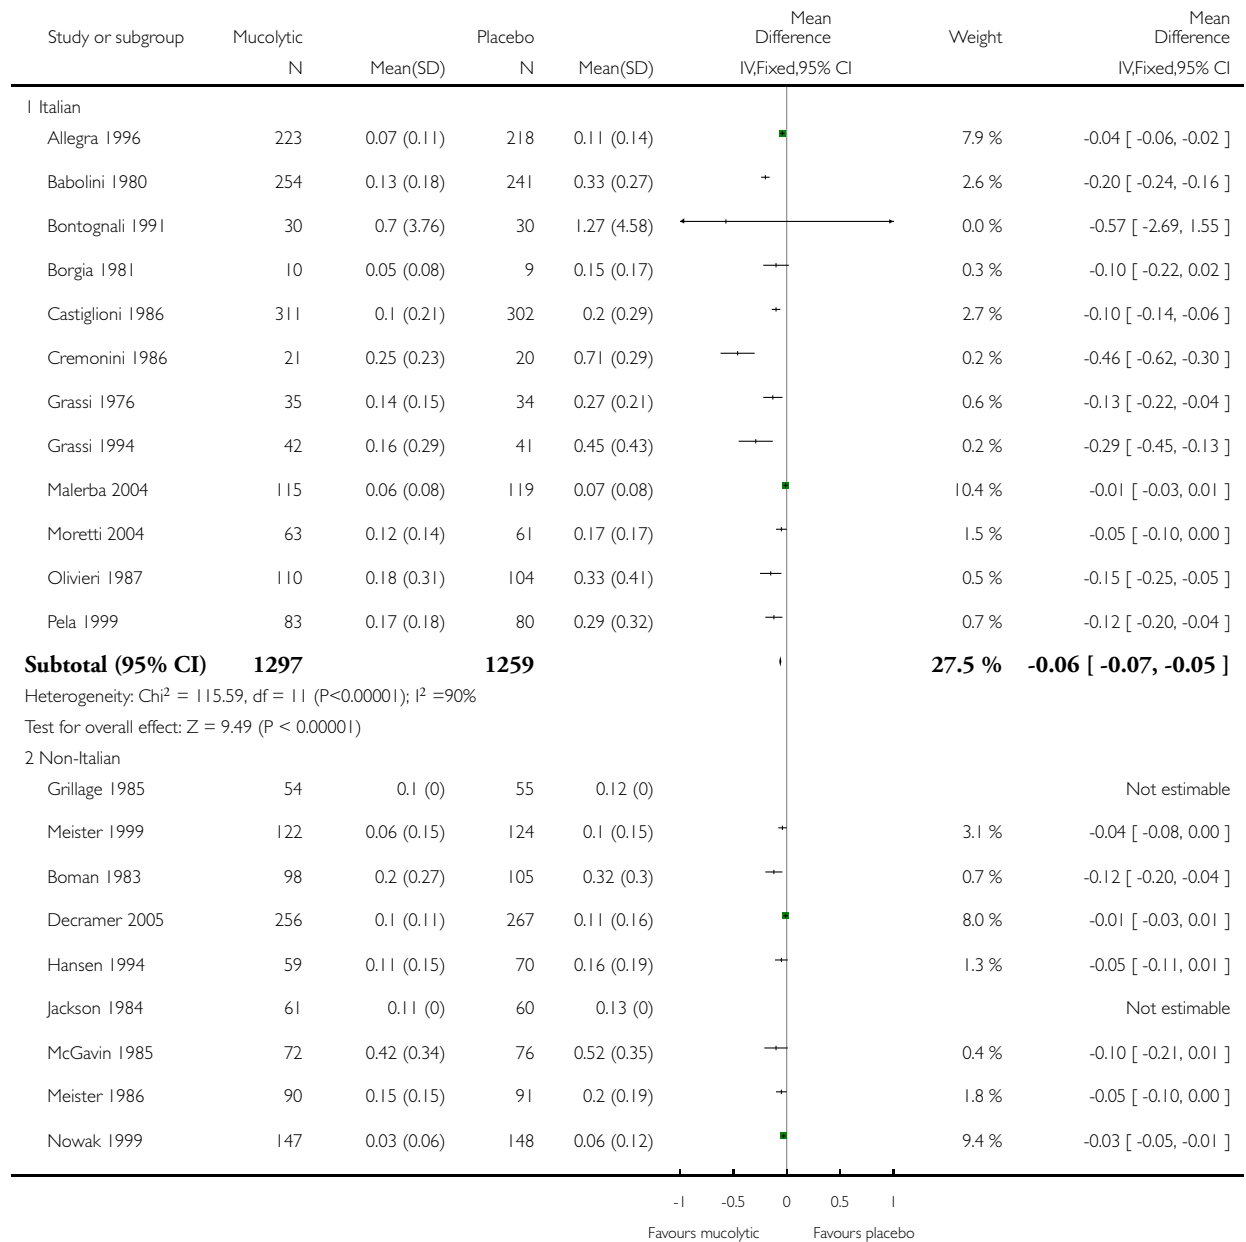 Mean Mean
Study or subgroup Mucolytic Placebo Difference Weight Difference
N Mean(SD) N Mean(SD) IV,Fixed,95% CI IV,Fixed,95% CI
1 Italian
Allegra 1996 223 0.07 (0.11) 218 0.11 (0.14) 7.9 % -0.04 [ -0.06, -0.02 ]
Babolini 1980 254 0.13 (0.18) 241 0.33 (0.27) 2.6 % -0.20 [ -0.24, -0.16 ]
Bontognali 1991 30 0.7 (3.76) 30 1.27 (4.58) 0.0 % -0.57 [ -2.69, 1.55 ]
Borgia 1981 10 0.05 (0.08) 9 0.15 (0.17) 0.3 % -0.10 [ -0.22, 0.02 ]
Castiglioni 1986 311 0.1 (0.21) 302 0.2 (0.29) 2.7 % -0.10 [ -0.14, -0.06 ]
Cremonini 1986 21 0.25 (0.23) 20 0.71 (0.29) 0.2 % -0.46 [ -0.62, -0.30 ]
Grassi 1976 35 0.14 (0.15) 34 0.27 (0.21) 0.6 % -0.13 [ -0.22, -0.04 ]
Grassi 1994 42 0.16 (0.29) 41 0.45 (0.43) 0.2 % -0.29 [ -0.45, -0.13 ]
Malerba 2004 115 0.06 (0.08) 119 0.07 (0.08) 10.4 % -0.01 [ -0.03, 0.01 ]
Moretti 2004 63 0.12 (0.14) 61 0.17 (0.17) 1.5 % -0.05 [ -0.10, 0.00 ]
Olivieri 1987 110 0.18 (0.31) 104 0.33 (0.41) 0.5 % -0.15 [ -0.25, -0.05 ]
Pela 1999 83 0.17 (0.18) 80 0.29 (0.32) 0.7 % -0.12 [ -0.20, -0.04 ]
Subtotal (95% CI) 1297 1259 27.5 % -0.06 [ -0.07, -0.05 ]
Heterogeneity: Chi² = 115.59, df = 11 (P<0.00001); I² =90%
Test for overall effect: Z = 9.49 (P < 0.00001)
2 Non-Italian
Grillage 1985 54 0.1 (0) 55 0.12 (0) Not estimable
Meister 1999 122 0.06 (0.15) 124 0.1 (0.15) 3.1 % -0.04 [ -0.08, 0.00 ]
Boman 1983 98 0.2 (0.27) 105 0.32 (0.3) 0.7 % -0.12 [ -0.20, -0.04 ]
Decramer 2005 256 0.1 (0.11) 267 0.11 (0.16) 8.0 % -0.01 [ -0.03, 0.01 ]
Hansen 1994 59 0.11 (0.15) 70 0.16 (0.19) 1.3 % -0.05 [ -0.11, 0.01 ]
Jackson 1984 61 0.11 (0) 60 0.13 (0) Not estimable
McGavin 1985 72 0.42 (0.34) 76 0.52 (0.35) 0.4 % -0.10 [ -0.21, 0.01 ]
Meister 1986 90 0.15 (0.15) 91 0.2 (0.19) 1.8 % -0.05 [ -0.10, 0.00 ]
Nowak 1999 147 0.03 (0.06) 148 0.06 (0.12) 9.4 % -0.03 [ -0.05, -0.01 ]
-1 -0.5 0 0.5 1
Favours mucolytic Favours placebo